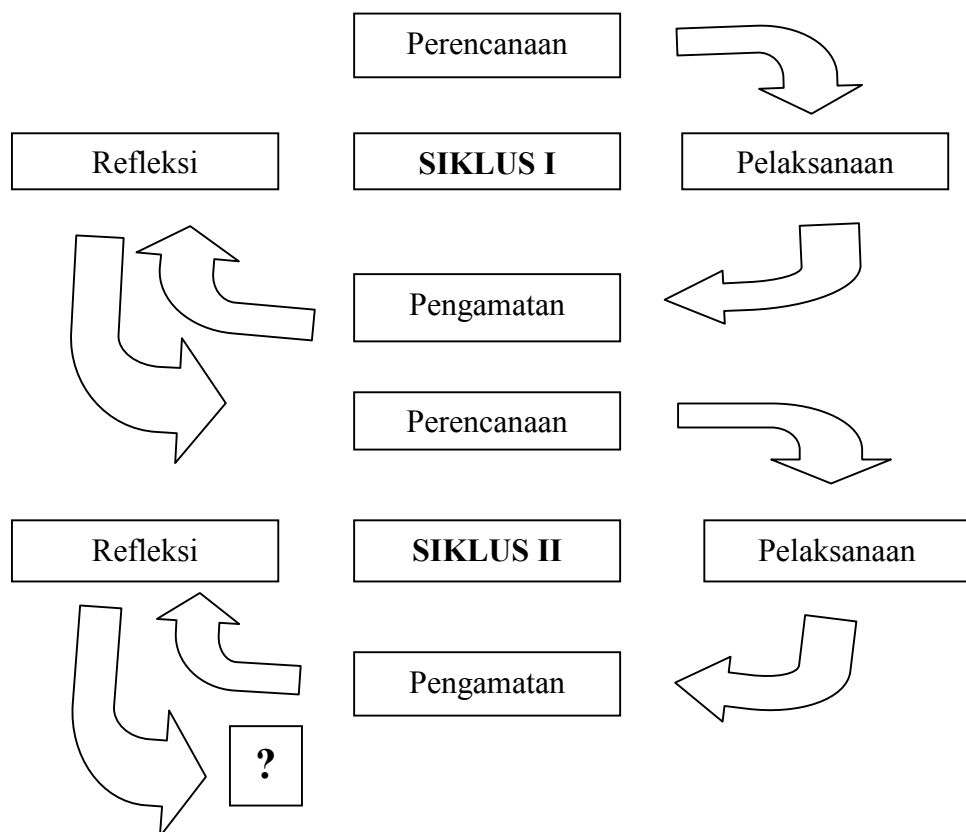 Perencanaan
Refleksi
SIKLUS I
Pelaksanaan
Pengamatan
Perencanaan
Refleksi
SIKLUS II
Pelaksanaan
Pengamatan
?